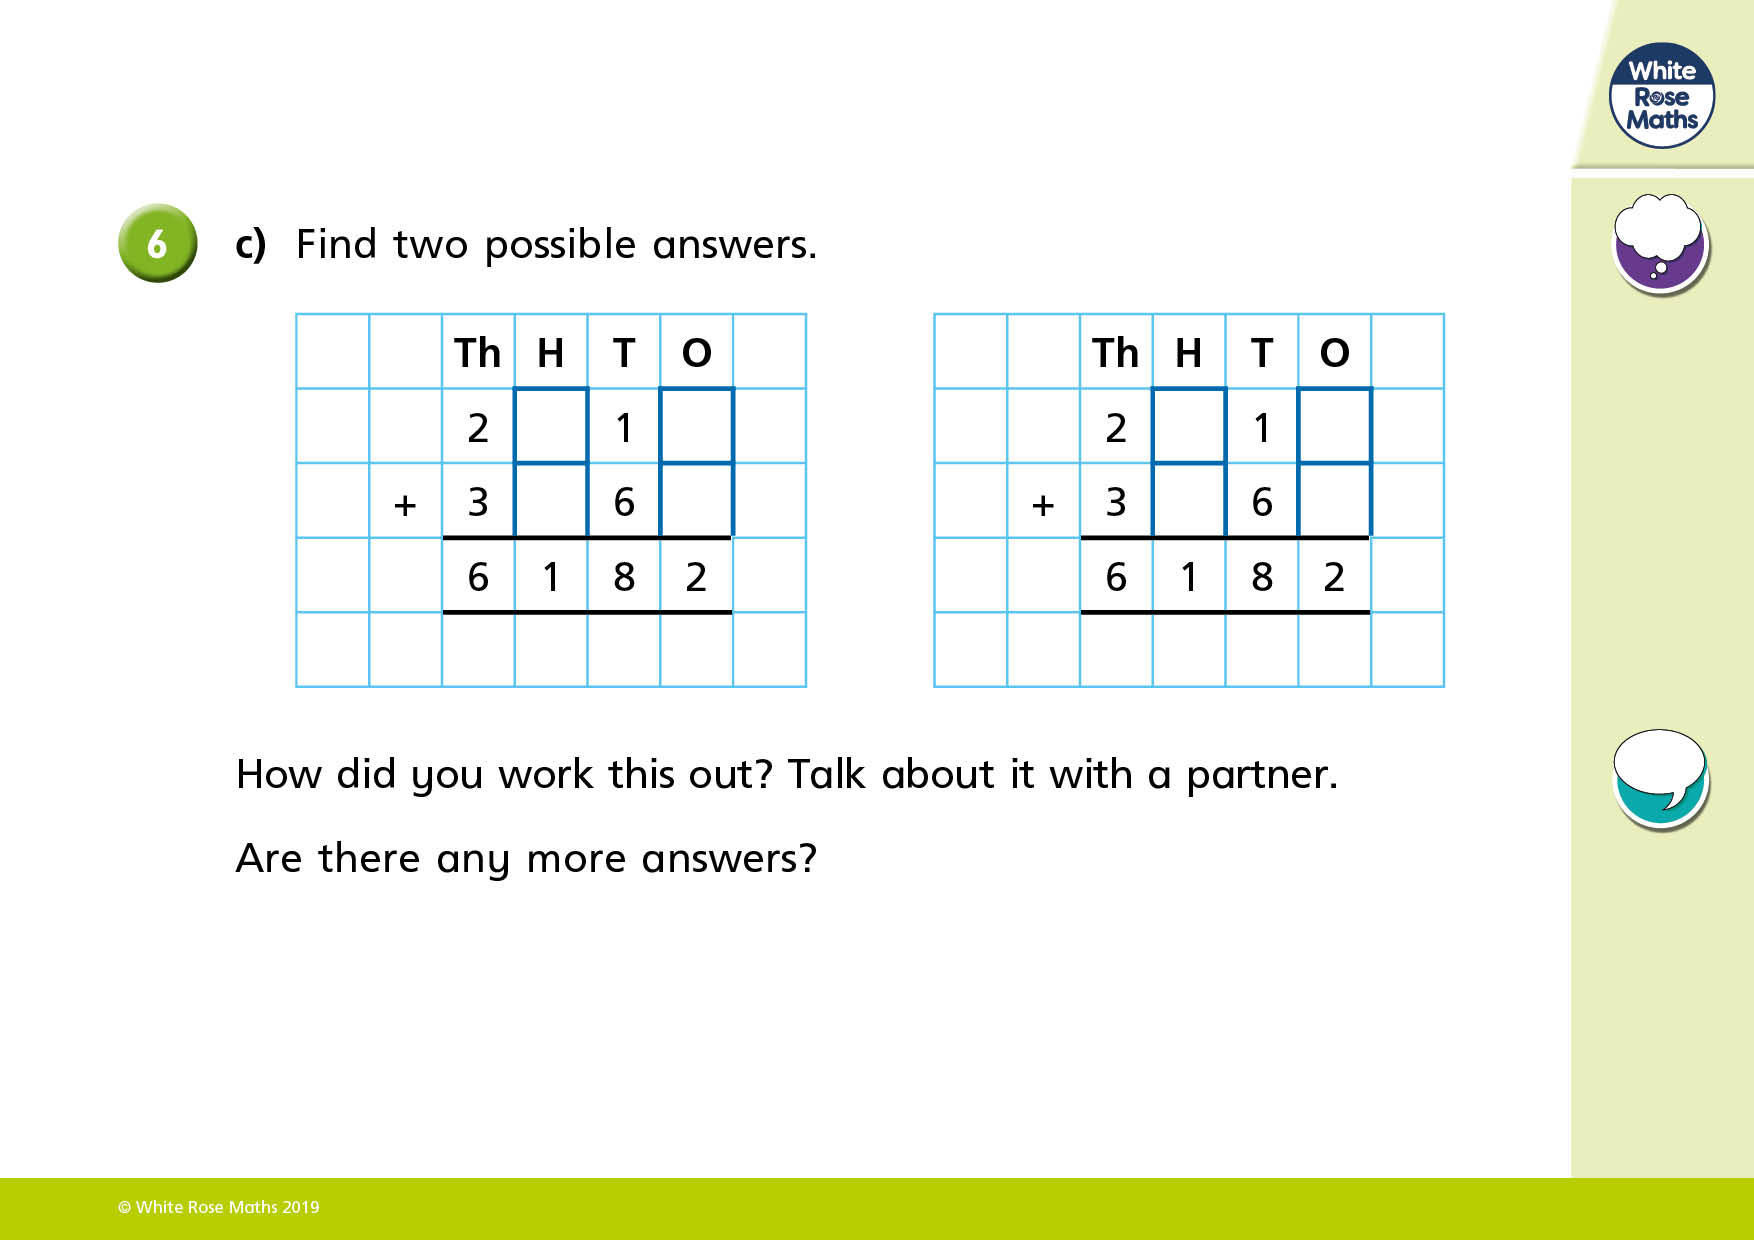 White
Rose
Maths
6 c) Find two possible answers.
Th H T O Th H T O
2 1 2 1
+ 3 6 + 3 6
6 1 8 2 6 1 8 2
How did you work this out? Talk about it with a partner.
Are there any more answers?
© White Rose Maths 2019